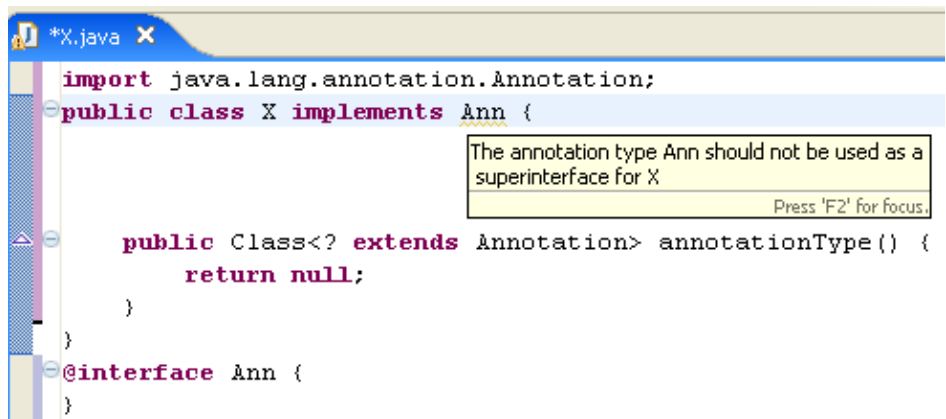 *X.java
import java.lang.annotation.Annotation;
public class X implements Ann {
The annotation type Ann should not be used as a
superinterface for X
Press 'F2' for focus.
public Class<? extends Annotation> annotationType() {
return null;
}
}
@interface Ann {
}